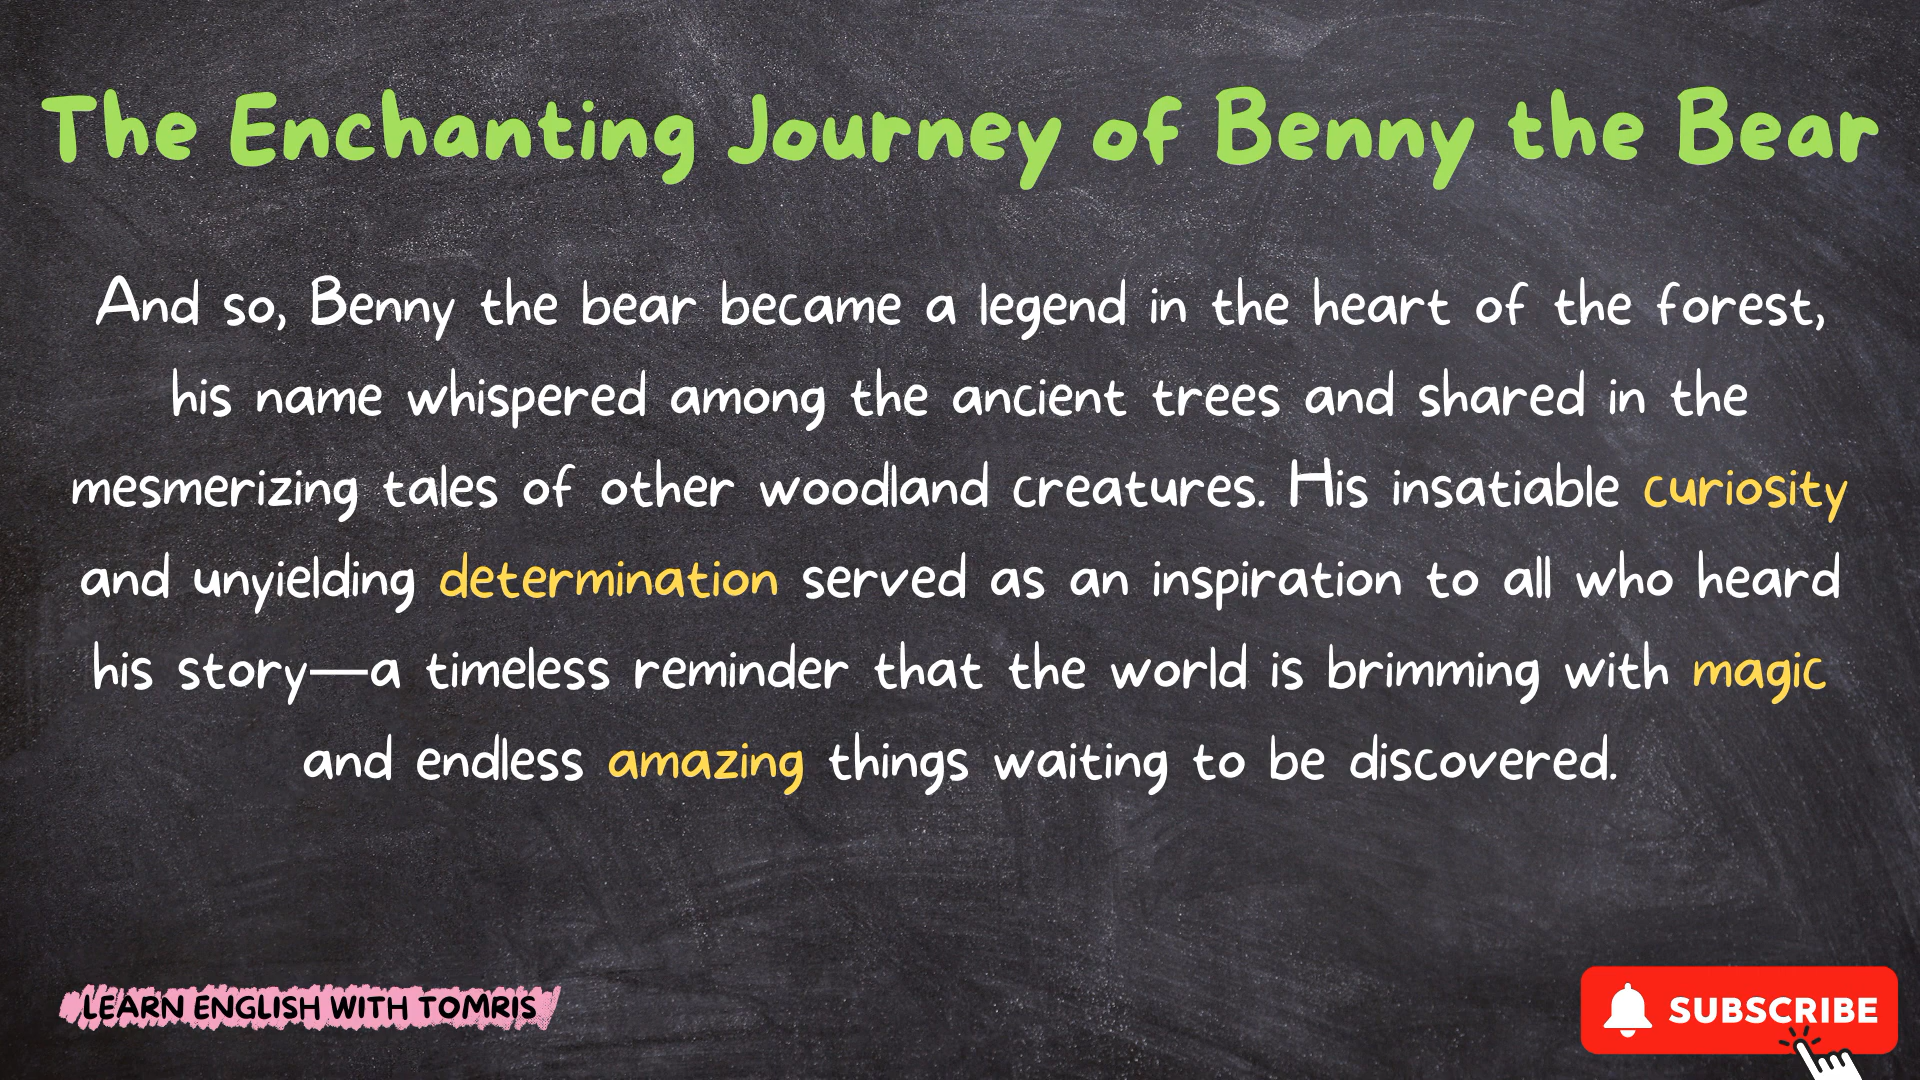 The Enchanting Journey of Benny the Bear
And so, Benny the bear became a legend in the heart of the forest,
his name whispered among the ancient trees and shared in the
mesmerizing tales of other woodland creatures. His insatiable curiosity
and unyielding determination served as an inspiration to all who heard
his story—a timeless reminder that the world is brimming with magic
and endless amazing things waiting to be discovered.
LEARN ENGLISH WITH TOMRIS
SUBSCRIBE